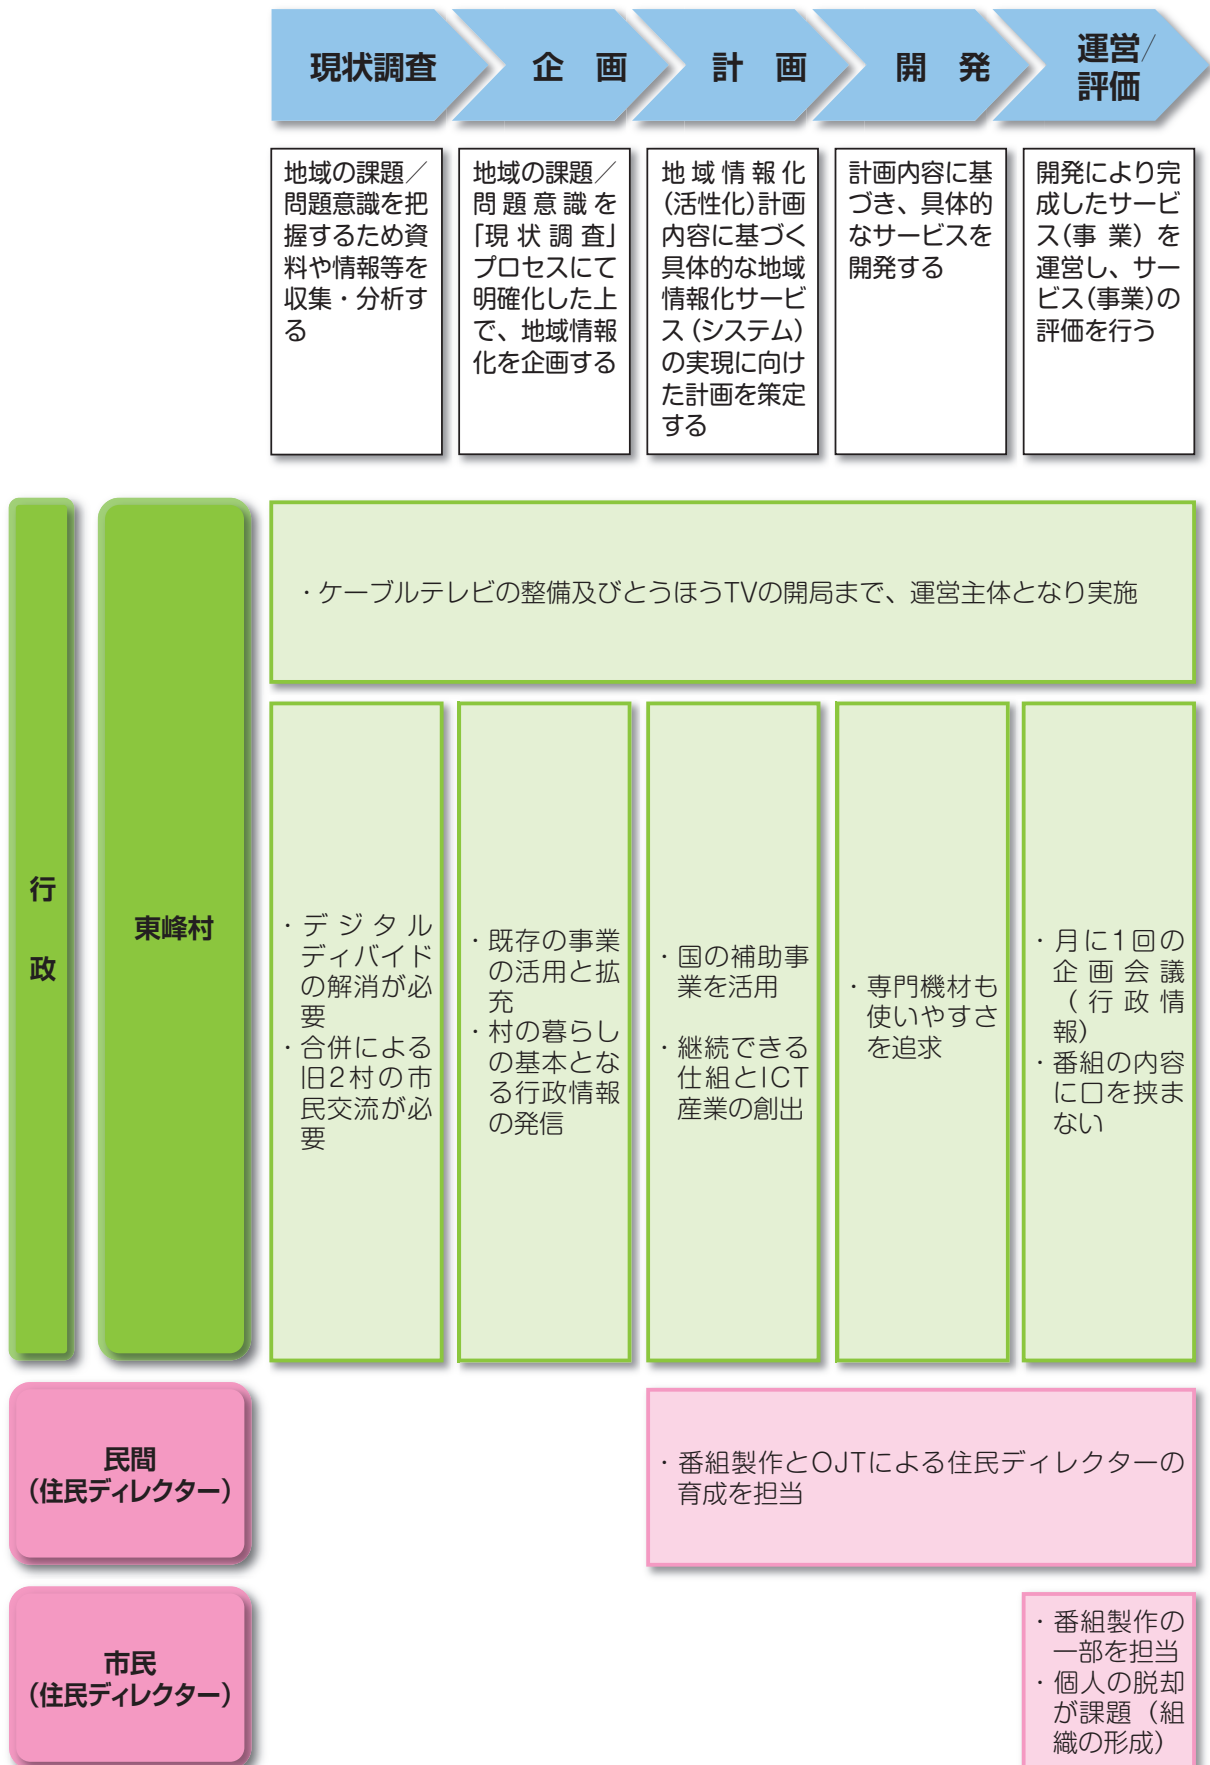 現状調査
企　画
計　画
開　発
運営/
評価
地域の課題／
問題意識を把
握するため資
料や情報等を
収集・分析す
る
地域の課題／
問題意識を
「現状調査」
プロセスにて
明確化した上
で、地域情報
化を企画する
地域情報化
(活性化)計画
内容に基づく
具体的な地域
情報化サービ
ス(システム)
の実現に向け
た計画を策定
する
計画内容に基
づき、具体的
なサービスを
開発する
開発により完
成したサービ
ス(事業)を
運営し、サー
ビス(事業)の
評価を行う
行
政
東峰村
・ケーブルテレビの整備及びとうほうTVの開局まで、運営主体となり実施
・デジタル
ディバイド
の解消が必
要
・合併による
旧2村の市
民交流が必
要
・既存の事業
の活用と拡
充
・村の暮らし
の基本とな
る行政情報
の発信
・国の補助事
業を活用
・継続できる
仕組とICT
産業の創出
・専門機材も
使いやすさ
を追求
・月に1回の
企画会議
（行政情
報）
・番組の内容
に口を挟ま
ない
民間
（住民ディレクター）
・番組製作とOJTによる住民ディレクターの
育成を担当
市民
（住民ディレクター）
・番組製作の
一部を担当
・個人の脱却
が課題（組
織の形成）